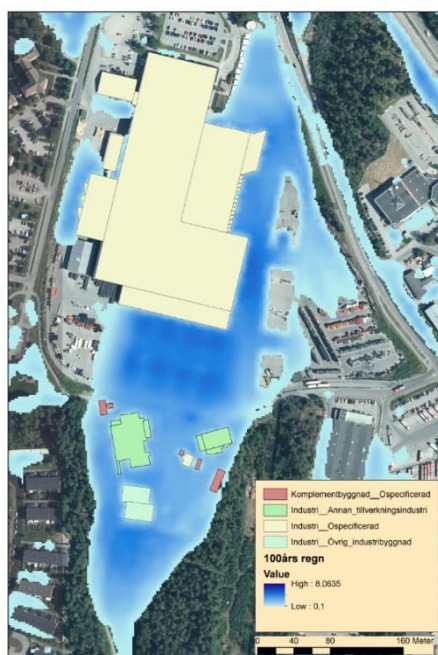 Komplementbyggnad__Ospecificerad
Industri__Annan_tillverkningsindustri
Industri__Ospecificerad
Industri__Övrig_industribyggnad
100års regn
Value
High : 8,0635
Low : 0,1
0 40 80 160 Meter